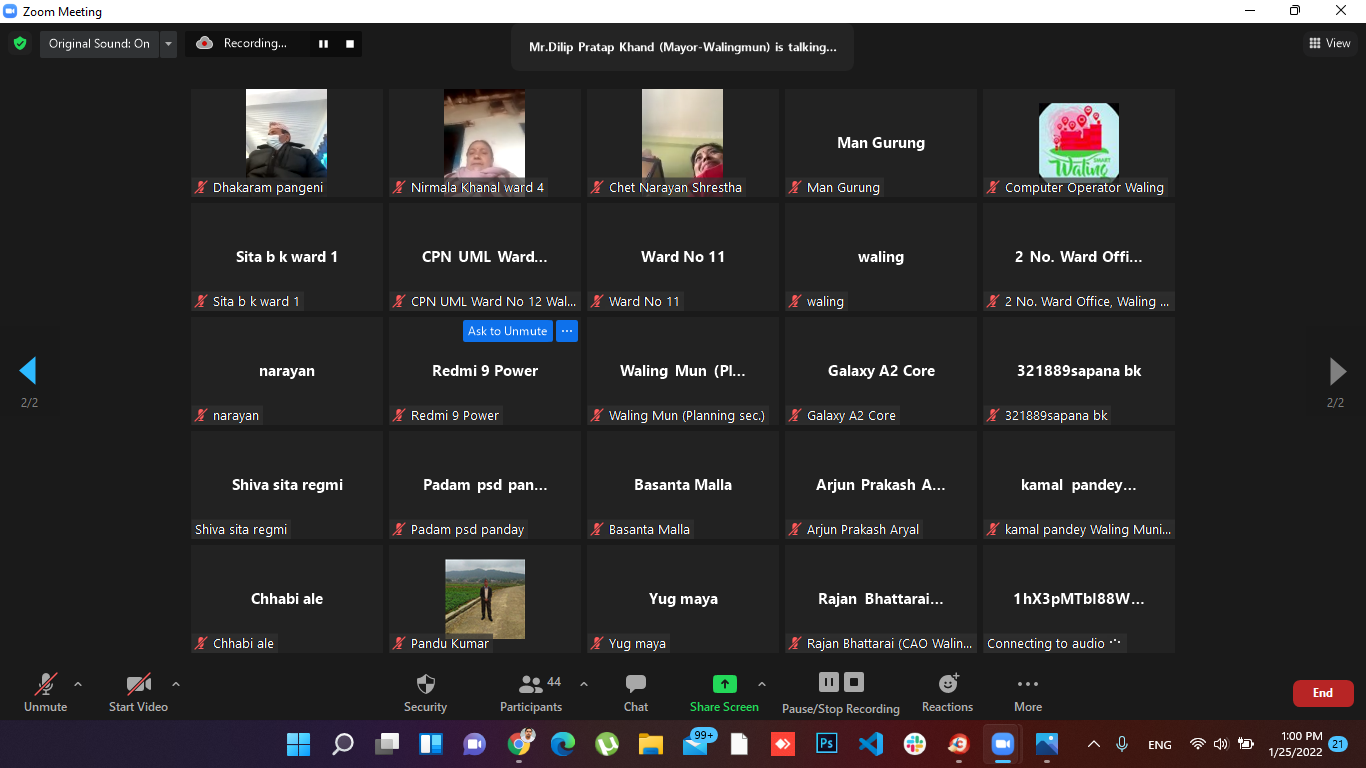 Zoom Meeting
Original Sound: On
Recording...
Mr.Dilip Pratap Khand (Mayor-Walingmun) is talking...
View
Dhakaram pangeni
Nirmala Khanal ward 4
Chet Narayan Shrestha
Man Gurung
Man Gurung
SMART
Waling
Computer Operator Waling
Sita b k ward 1
Sita b k ward 1
CPN UML Ward...
CPN UML Ward No 12 Wal...
Ward No 11
Ward No 11
waling
waling
2 No. Ward Offi...
2 No. Ward Office, Waling ...
narayan
narayan
Ask to Unmute
Redmi 9 Power
Redmi 9 Power
Waling Mun (Pl...
Waling Mun (Planning sec.)
Galaxy A2 Core
Galaxy A2 Core
321889sapana bk
321889sapana bk
2/2
2/2
Shiva sita regmi
Shiva sita regmi
Padam psd pan...
Padam psd panday
Basanta Malla
Basanta Malla
Arjun Prakash A...
Arjun Prakash Aryal
kamal pandey...
kamal pandey Waling Muni...
Chhabi ale
Chhabi ale
Pandu Kumar
Yug maya
Yug maya
Rajan Bhattarai...
Rajan Bhattarai (CAO Walin...
1hX3pMTbI88W...
Connecting to audio
Unmute
Start Video
Security
Participants
44
Chat
Share Screen
Pause/Stop Recording
Reactions
More
End
99+
Ps
ENG
1:00 PM
1/25/2022
21